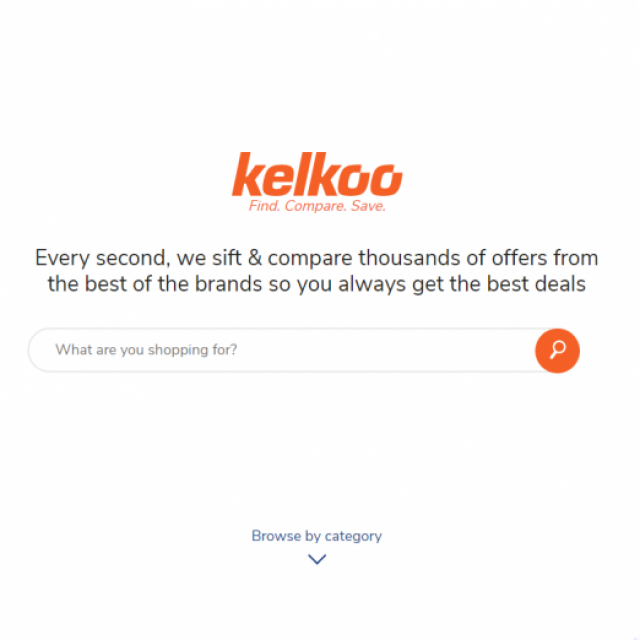 kelkoo
Find. Compare. Save.
Every second, we sift & compare thousands of offers from
the best of the brands so you always get the best deals
What are you shopping for?
Browse by category